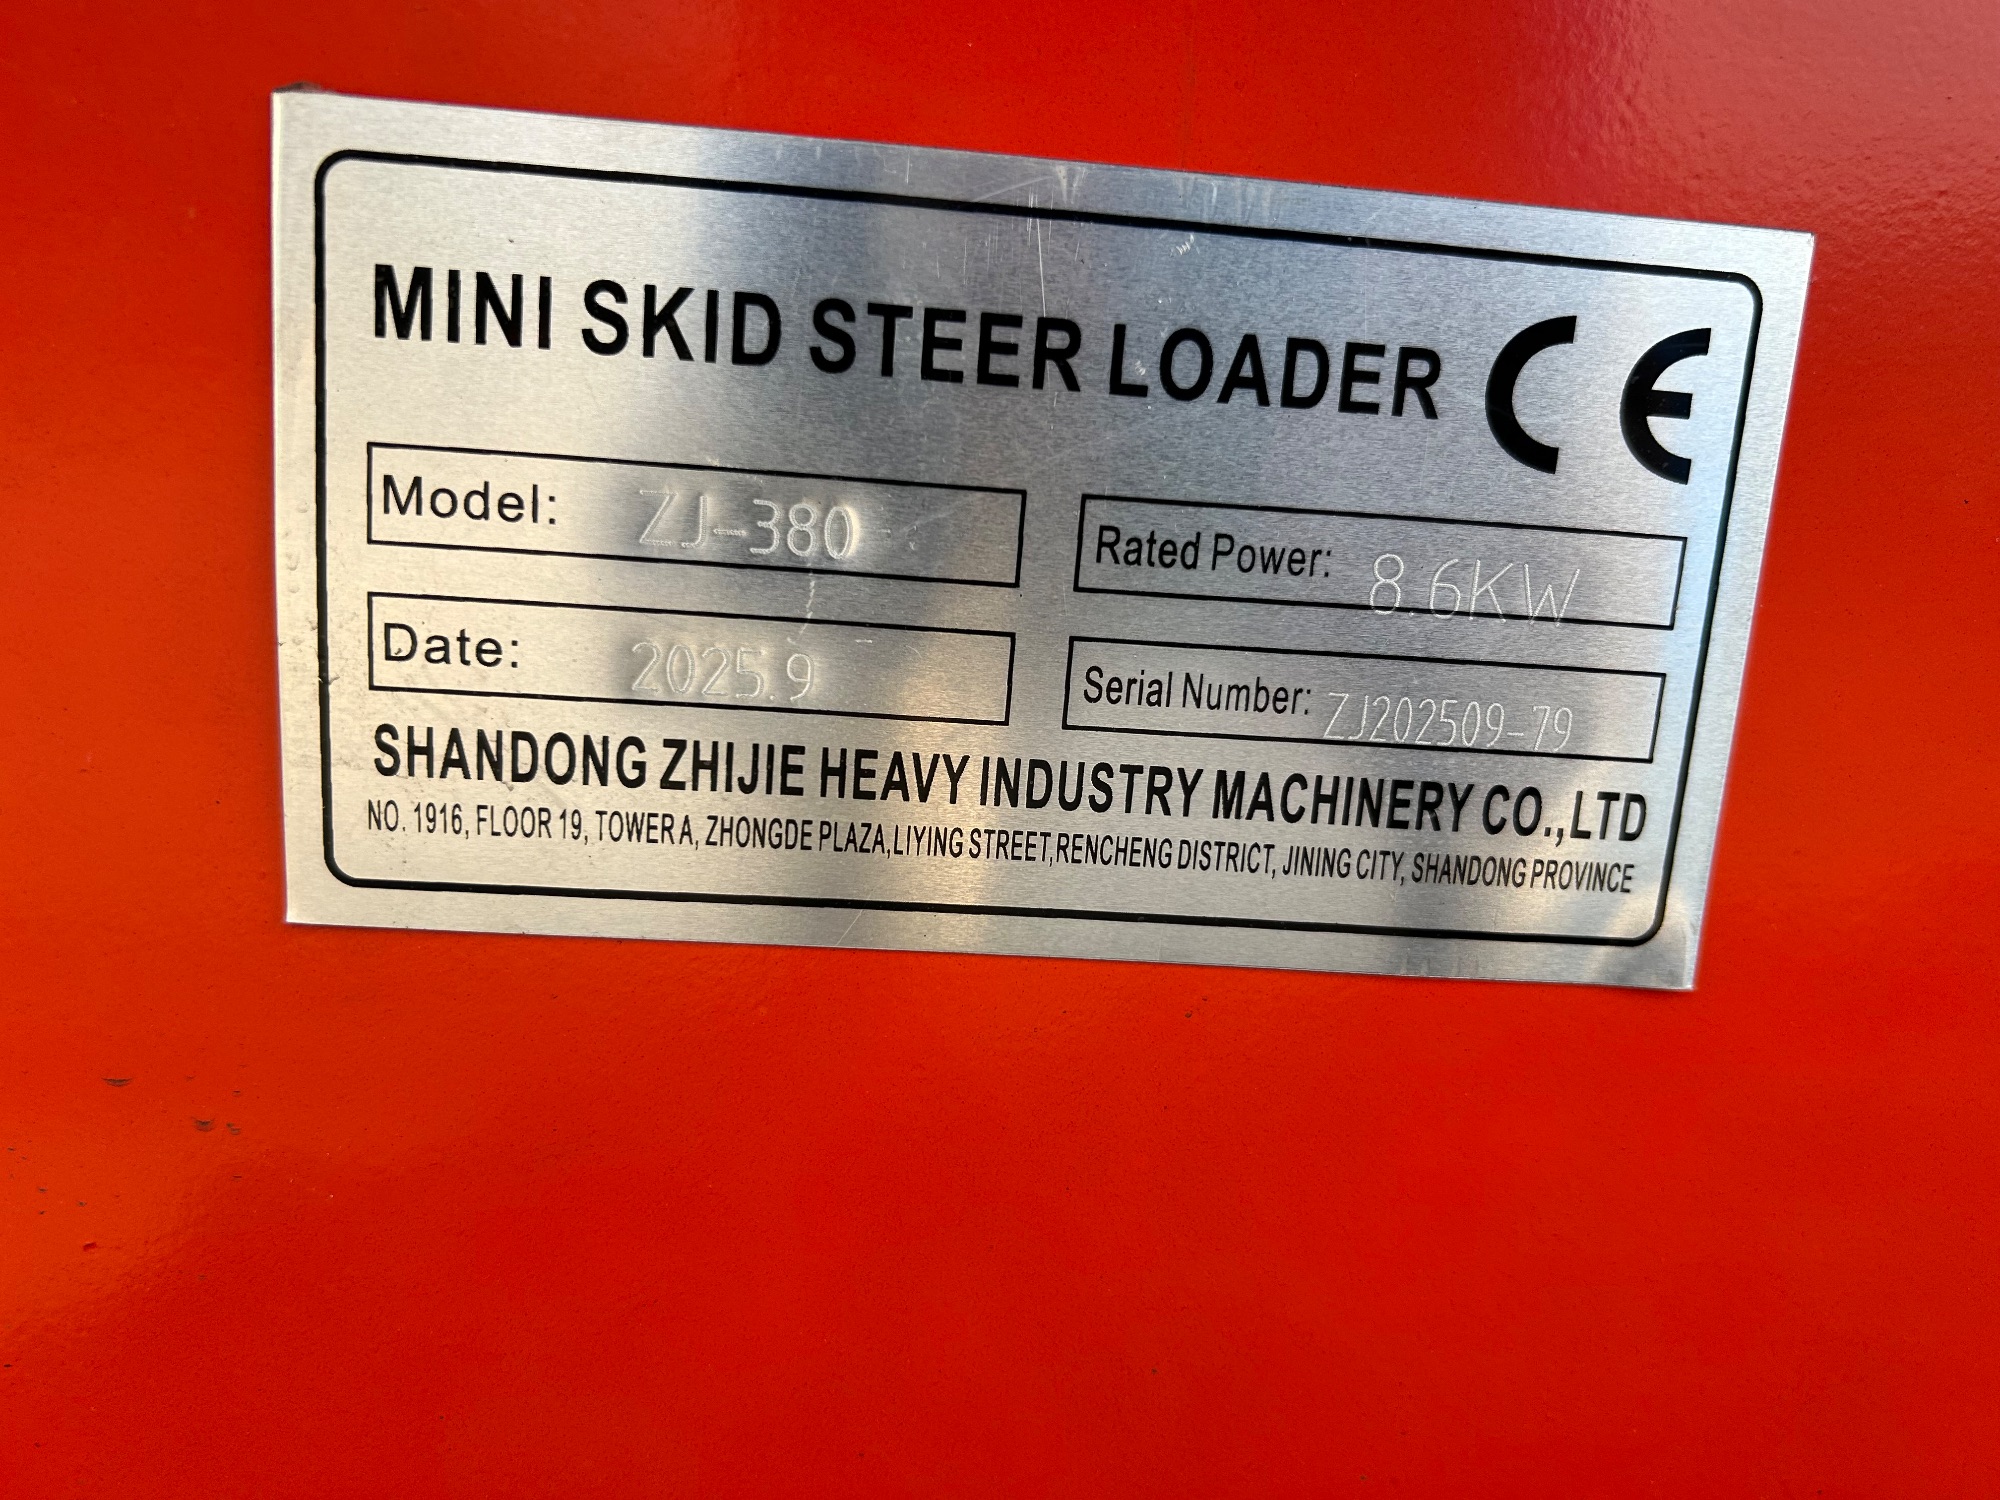 MINI SKID STEER LOADER CE
Model: ZJ-380 Rated Power: 8.6KW
Date: 2025.9 Serial Number: ZJ202509-79
SHANDONG ZHIJIE HEAVY INDUSTRY MACHINERY CO.,LTD
NO. 1916, FLOOR 19, TOWER A, ZHONGDE PLAZA, LIYING STREET, RENCHENG DISTRICT, JINING CITY, SHANDONG PROVINCE